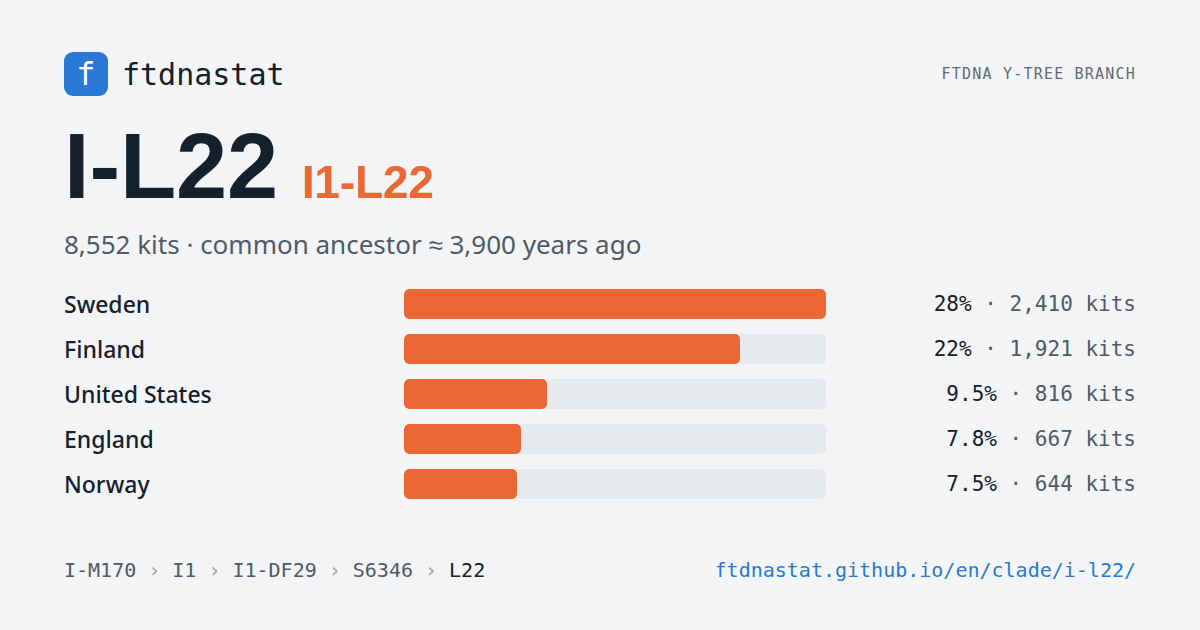 f ftdnastat FTDNA Y-TREE BRANCH
I-L22 I1-L22
8,552 kits · common ancestor ≈ 3,900 years ago
Sweden 28% · 2,410 kits
Finland 22% · 1,921 kits
United States 9.5% · 816 kits
England 7.8% · 667 kits
Norway 7.5% · 644 kits
I-M170 › I1 › I1-DF29 › S6346 › L22 ftdnastat.github.io/en/clade/i-l22/